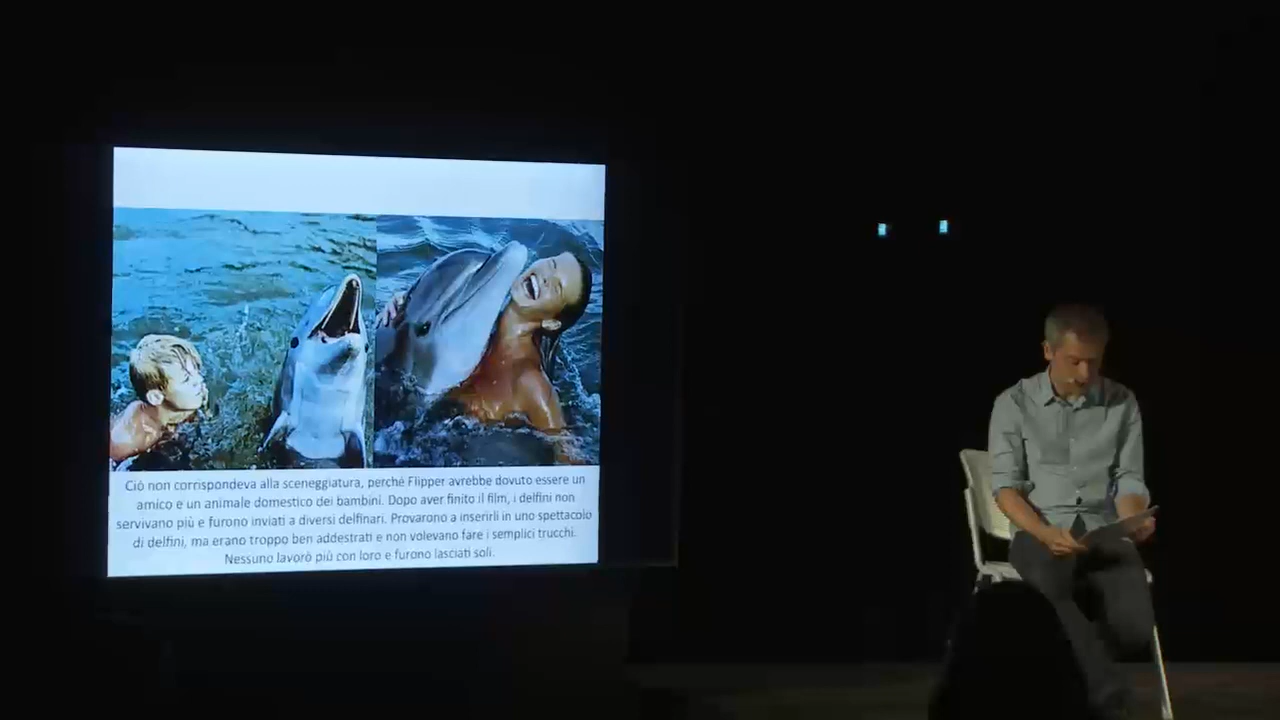 Ciò non corrispondeva alla sceneggiatura, perché Flipper avrebbe dovuto essere un
amico e un animale domestico dei bambini. Dopo aver finito il film, i delfini non
servivano più e furono inviati a diversi delfinari. Provarono a inserirli in uno spettacolo
di delfini, ma erano troppo ben addestrati e non volevano fare i semplici trucchi.
Nessuno lavorò più con loro e furono lasciati soli.